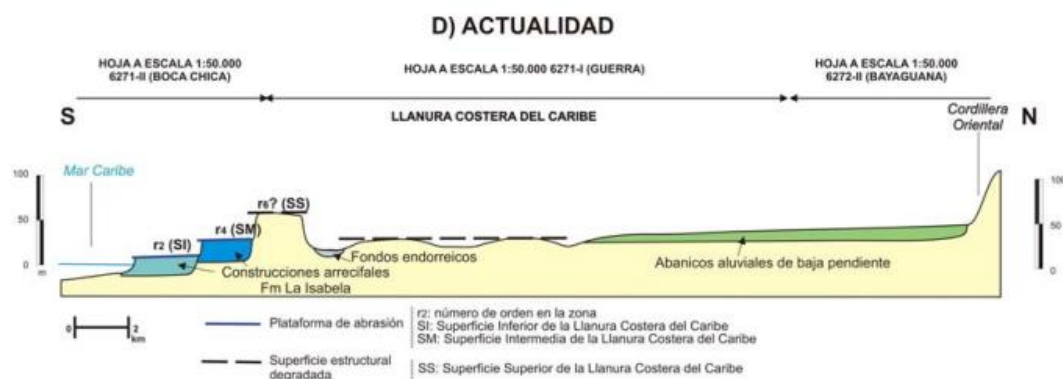 D) ACTUALIDAD
HOJA A ESCALA 1:50.000
6271-II (BOCA CHICA)
HOJA A ESCALA 1:50.000 6271-I (GUERRA)
HOJA A ESCALA 1:50.000
6272-II (BAYAGUANA)
S
LLANURA COSTERA DEL CARIBE
Cordillera
Oriental
N
Mar Caribe
100
50
0
m
r6? (SS)
r4 (SM)
r2 (SI)
Fondos endorreicos
Construcciones arrecifales
Fm La Isabela
Abanicos aluviales de baja pendiente
100
50
0
0 2
km
Plataforma de abrasión
r2: número de orden en la zona
SI: Superficie Inferior de la Llanura Costera del Caribe
SM: Superficie Intermedia de la Llanura Costera del Caribe
Superficie estructural
degradada
SS: Superficie Superior de la Llanura Costera del Caribe